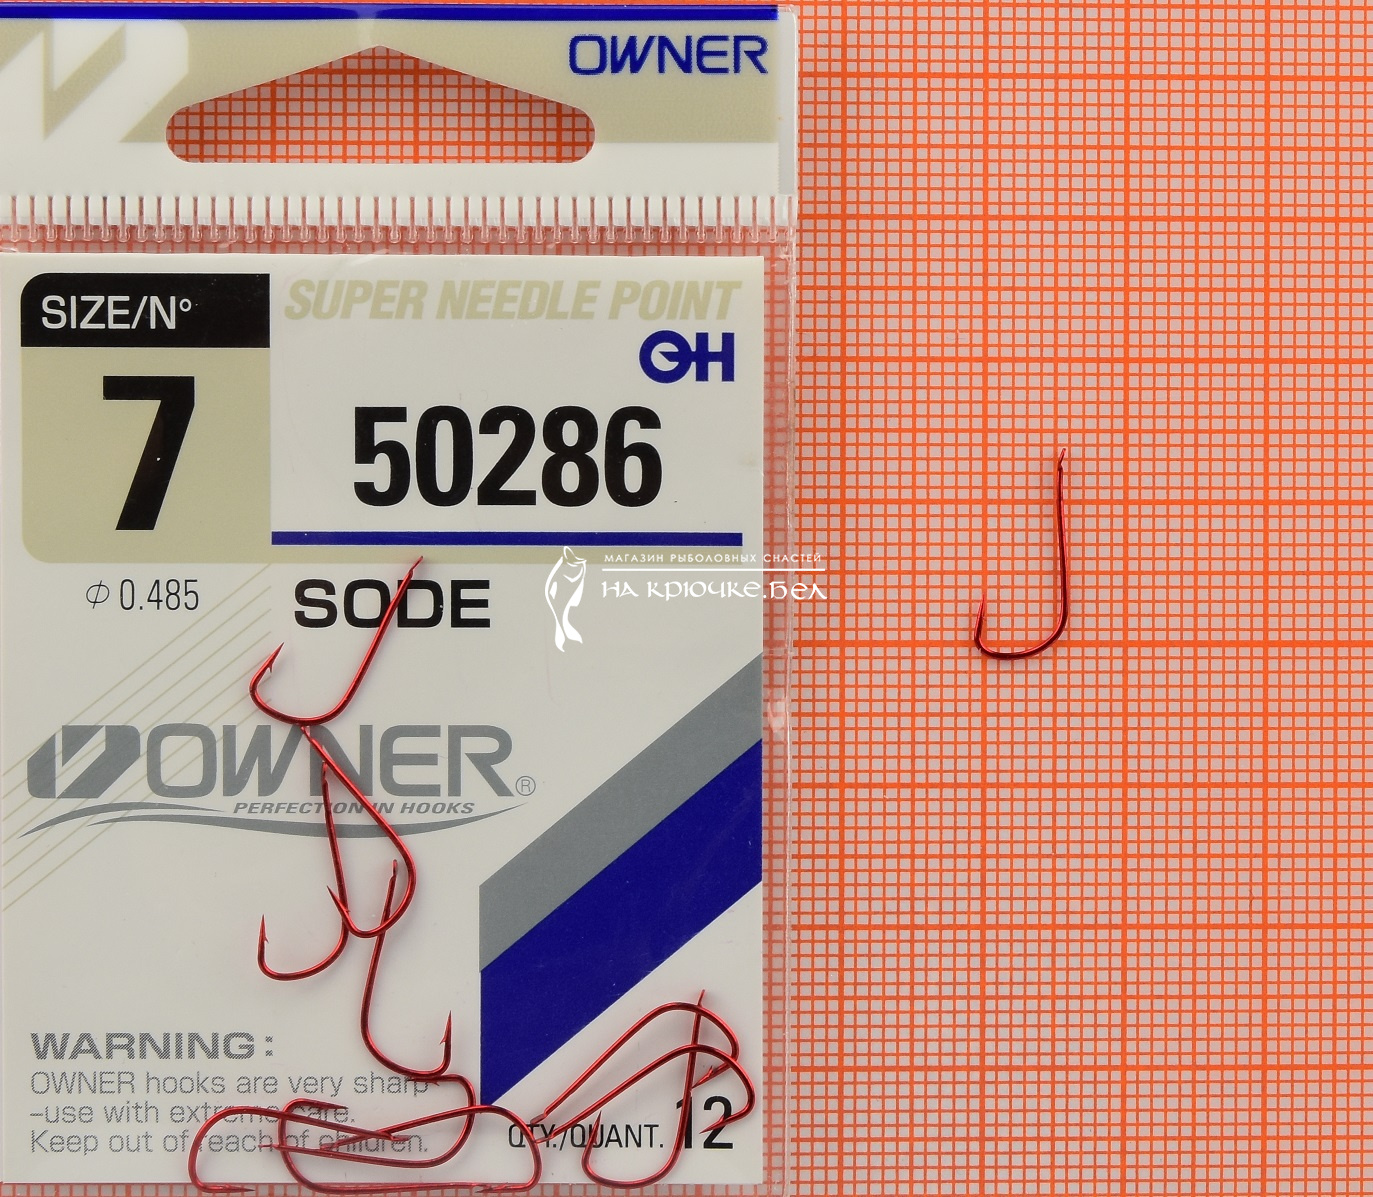 OWNER
SIZE/Nº
SUPER NEEDLE POINT
7
50286
φ 0.485
SODE
МАГАЗИН РЫБОЛОВНЫХ СНАСТЕЙ
НА КРЮЧКЕ.БЕЛ
OWNER®
PERFECTION IN HOOKS
WARNING:
OWNER hooks are very sharp
–use with extreme care.
Keep out of reach of children.
QTY./QUANT. 12